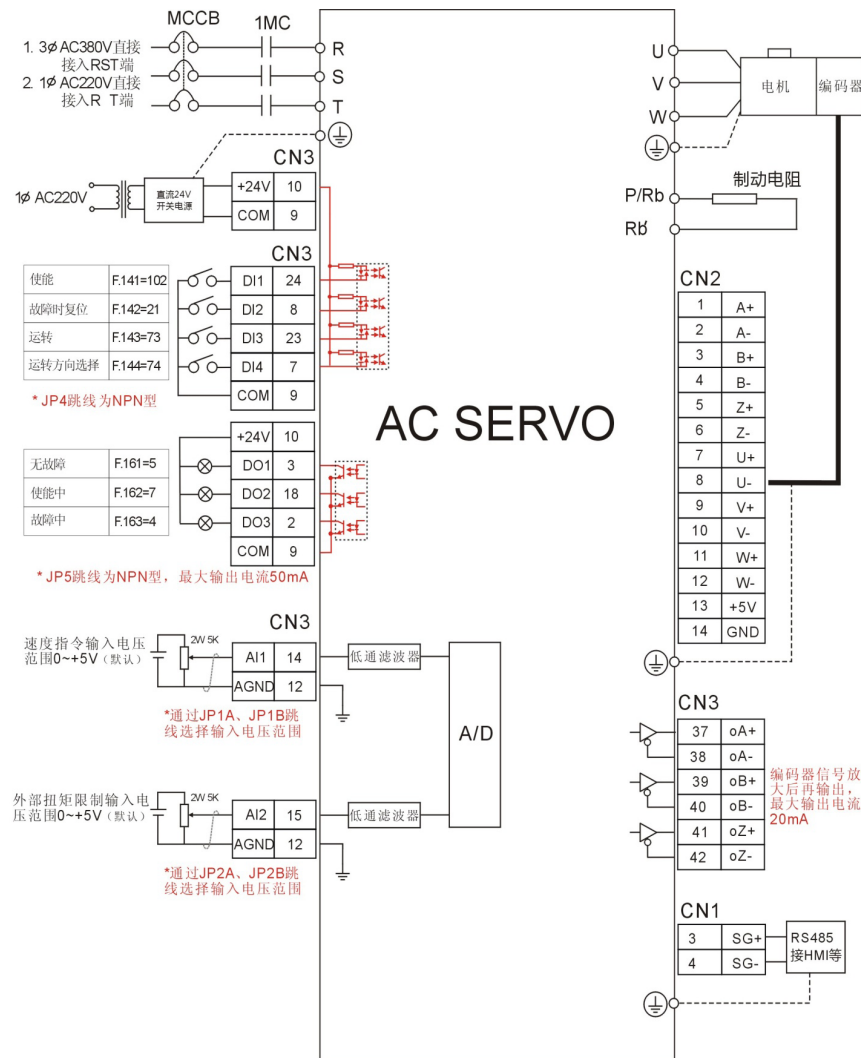 MCCB
1MC
1. 3Ø AC380V直接
接入RST端
2. 1Ø AC220V直接
接入R T端
R
S
T
CN3
1Ø AC220V
直流24V
开关电源
+24V 10
COM 9
CN3
使能 F.141=102
故障时复位 F.142=21
运转 F.143=73
运转方向选择 F.144=74
DI1 24
DI2 8
DI3 23
DI4 7
COM 9
* JP4跳线为NPN型
无故障 F.161=5
使能中 F.162=7
故障中 F.163=4
+24V 10
DO1 3
DO2 18
DO3 2
COM 9
* JP5跳线为NPN型，最大输出电流50mA
CN3
速度指令输入电压
范围0~+5V（默认）
2W 5K
AI1 14
AGND 12
低通滤波器
*通过JP1A、JP1B跳
线选择输入电压范围
A/D
外部扭矩限制输入电
压范围0~+5V（默认）
2W 5K
AI2 15
AGND 12
低通滤波器
*通过JP2A、JP2B跳
线选择输入电压范围
AC SERVO
U
V
W
电机
编码器
制动电阻
P/Rb
Rb
CN2
1 A+
2 A-
3 B+
4 B-
5 Z+
6 Z-
7 U+
8 U-
9 V+
10 V-
11 W+
12 W-
13 +5V
14 GND
CN3
37 oA+
38 oA-
39 oB+
40 oB-
41 oZ+
42 oZ-
编码器信号放
大后再输出，
最大输出电流
20mA
CN1
3 SG+
4 SG-
RS485
接HMI等